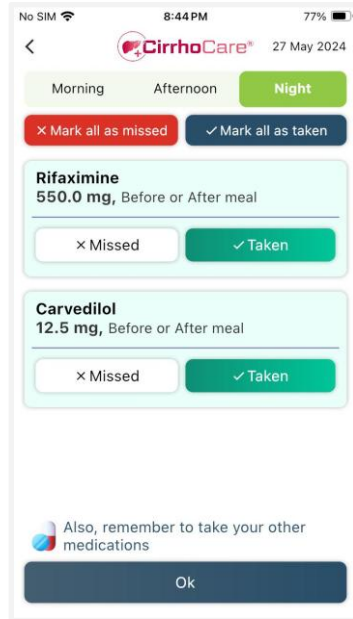 No SIM 8:44 PM 77%
CirrhoCare® 27 May 2024
Morning Afternoon Night
× Mark all as missed ✓ Mark all as taken
Rifaximine
550.0 mg, Before or After meal
× Missed ✓ Taken
Carvedilol
12.5 mg, Before or After meal
× Missed ✓ Taken
Also, remember to take your other
medications
Ok